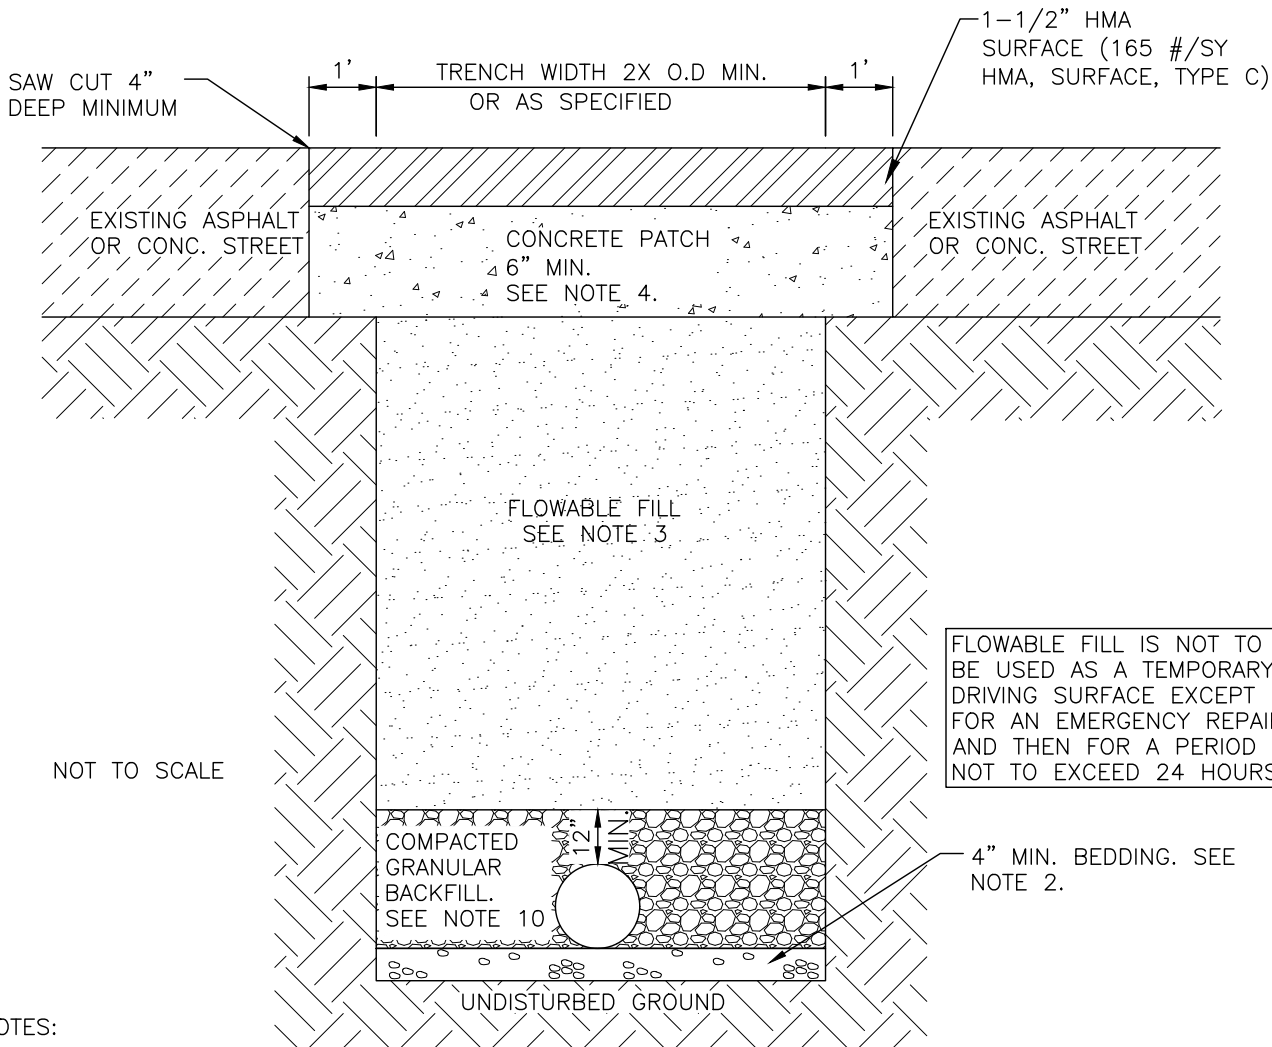 1-1/2" HMA
SURFACE (165 #/SY
HMA, SURFACE, TYPE C)
SAW CUT 4"
DEEP MINIMUM
1'
TRENCH WIDTH 2X O.D MIN.
OR AS SPECIFIED
1'
EXISTING ASPHALT
OR CONC. STREET
CONCRETE PATCH
6" MIN.
SEE NOTE 4.
EXISTING ASPHALT
OR CONC. STREET
FLOWABLE FILL
SEE NOTE 3
FLOWABLE FILL IS NOT TO
BE USED AS A TEMPORARY
DRIVING SURFACE EXCEPT
FOR AN EMERGENCY REPAIR
AND THEN FOR A PERIOD
NOT TO EXCEED 24 HOURS
NOT TO SCALE
12"
MIN.
COMPACTED
GRANULAR
BACKFILL.
SEE NOTE 10
4" MIN. BEDDING. SEE
NOTE 2.
UNDISTURBED GROUND
OTES: